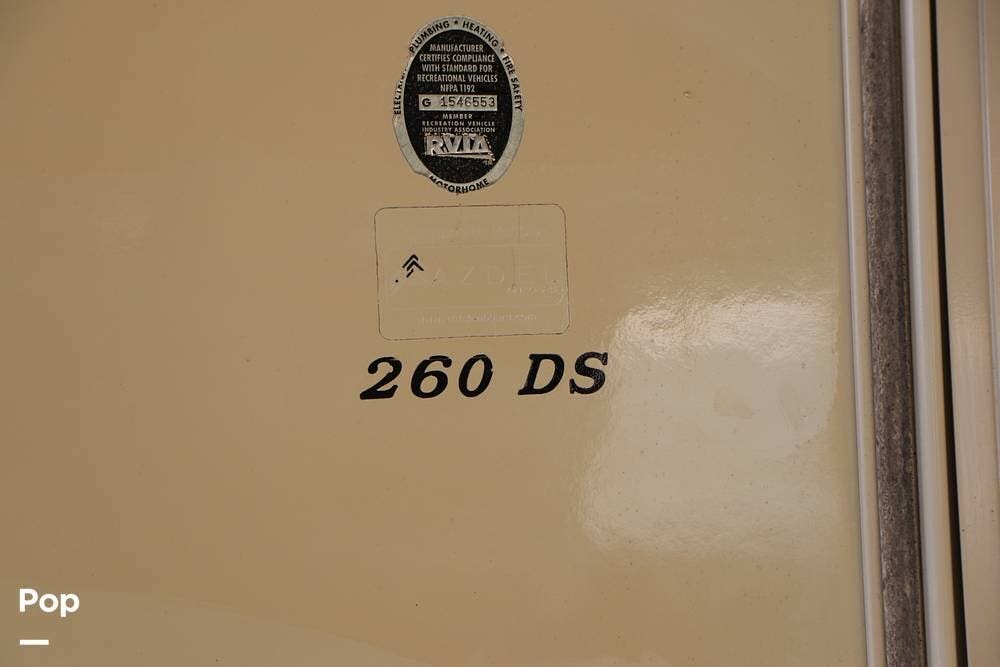 ELECTRICAL • PLUMBING • HEATING • FIRE SAFETY
MANUFACTURER
CERTIFIES COMPLIANCE
WITH STANDARD FOR
RECREATIONAL VEHICLES
NFPA 1192
G 1546553
MEMBER
RECREATION VEHICLE
INDUSTRY ASSOCIATION
RVIA
MOTORHOME
AZDEL
260 DS
Pop